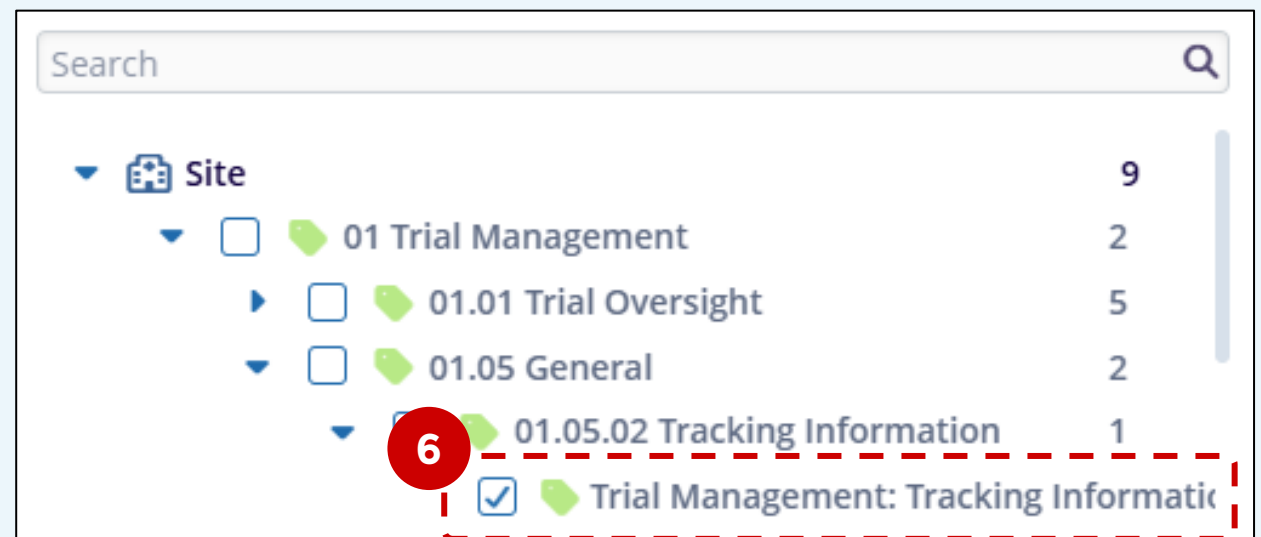 Search
Site 9
01 Trial Management 2
01.01 Trial Oversight 5
01.05 General 2
01.05.02 Tracking Information 1
6
Trial Management: Tracking